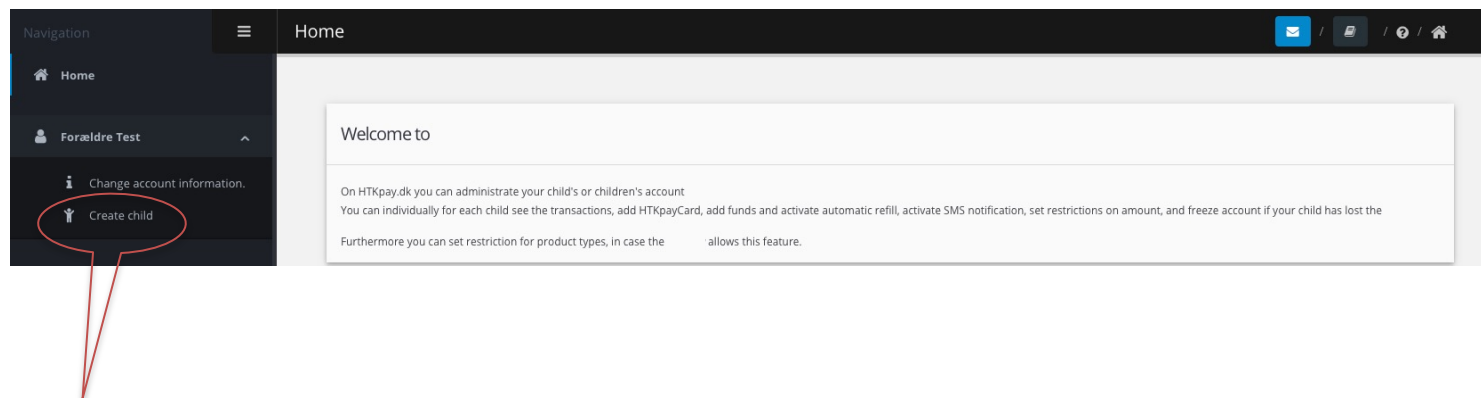 Navigation
Home
Home
Forældre Test
Change account information.
Create child
Welcome to
On HTKpay.dk you can administrate your child's or children's account
You can individually for each child see the transactions, add HTKpayCard, add funds and activate automatic refill, activate SMS notification, set restrictions on amount, and freeze account if your child has lost the
Furthermore you can set restriction for product types, in case the allows this feature.